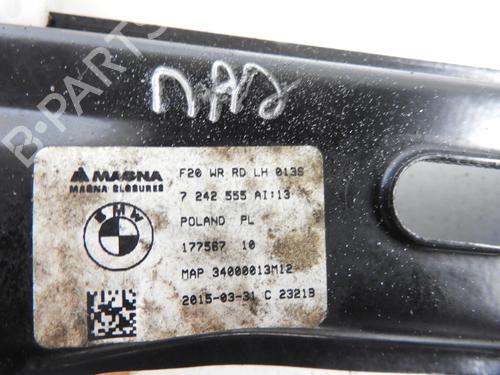 MAGNA
MAGNA CLOSURES
BMW
F20 WR RD LH 013S
7 242 555 AI:13
POLAND PL
177567 10
MAP 34000013M12
2015-03-31 C 2321B
B-PARTS